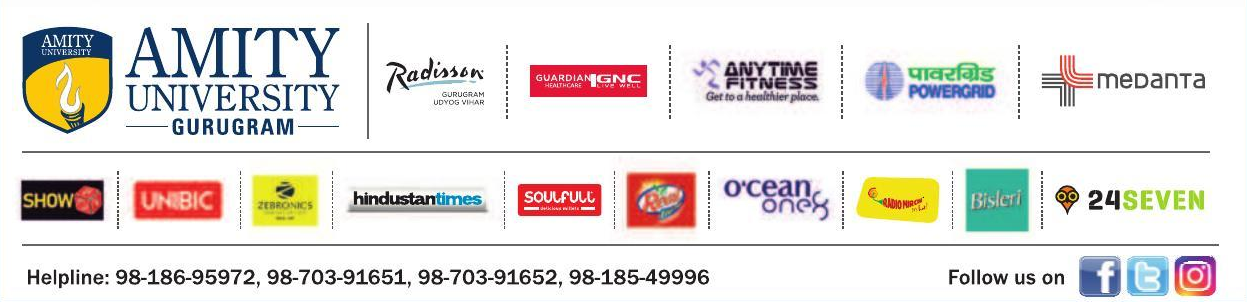 AMITY
UNIVERSITY
AMITY
UNIVERSITY
GURUGRAM
Radisson
GURUGRAM
UDYOG VIHAR
GUARDIAN GNC
HEALTHCARE LIVE WELL
ANYTIME
FITNESS
Get to a healthier place.
पावरग्रिड
POWERGRID
medanta
SHOW
UNIBIC
ZEBRONICS
hindustantimes
SOULFULL
Real
o'cean
one8
RADIO MIRCHI
Bisleri
24SEVEN
Helpline: 98-186-95972, 98-703-91651, 98-703-91652, 98-185-49996
Follow us on